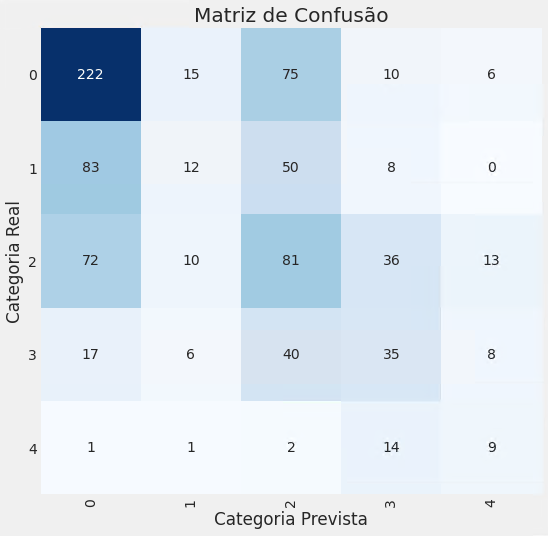 Matriz de Confusão
Categoria Real
0 222 15 75 10 6
1 83 12 50 8 0
2 72 10 81 36 13
3 17 6 40 35 8
4 1 1 2 14 9
0 1 2 3 4
Categoria Prevista